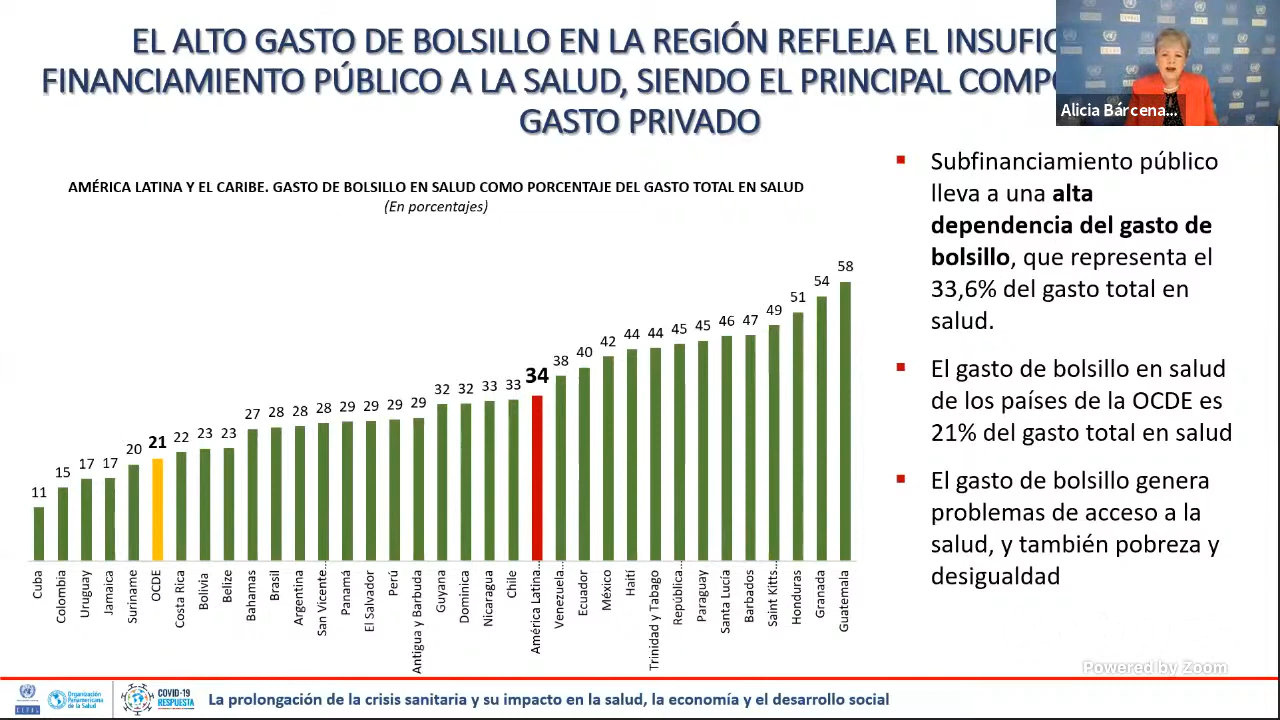 EL ALTO GASTO DE BOLSILLO EN LA REGIÓN REFLEJA EL
FINANCIAMIENTO PÚBLICO A LA SALUD, SIENDO EL PRINCIPAL
GASTO PRIVADO
Alicia Bárcena...
AMÉRICA LATINA Y EL CARIBE. GASTO DE BOLSILLO EN SALUD COMO PORCENTAJE DEL GASTO TOTAL EN SALUD
(En porcentajes)
11 15 17 17 20 21 22 23 23 27 28 28 28 29 29 29 29 32 32 33 33 34 38 40 42 44 44 45 45 46 47 49 51 54 58
Cuba
Colombia
Uruguay
Jamaica
Suriname
OCDE
Costa Rica
Bolivia
Belize
Bahamas
Brasil
Argentina
San Vicente...
Panamá
El Salvador
Perú
Antigua y Barbuda
Guyana
Dominica
Nicaragua
Chile
América Latina...
Venezuela...
Ecuador
México
Haití
Trinidad y Tabago
República...
Paraguay
Santa Lucía
Barbados
Saint Kitts...
Honduras
Granada
Guatemala
▪ Subfinanciamiento público
lleva a una alta
dependencia del gasto de
bolsillo, que representa el
33,6% del gasto total en
salud.
▪ El gasto de bolsillo en salud
de los países de la OCDE es
21% del gasto total en salud
▪ El gasto de bolsillo genera
problemas de acceso a la
salud, y también pobreza y
desigualdad
Powered by Zoom
CEPAL
Organización
Panamericana
de la Salud
COVID-19
RESPUESTA
La prolongación de la crisis sanitaria y su impacto en la salud, la economía y el desarrollo social